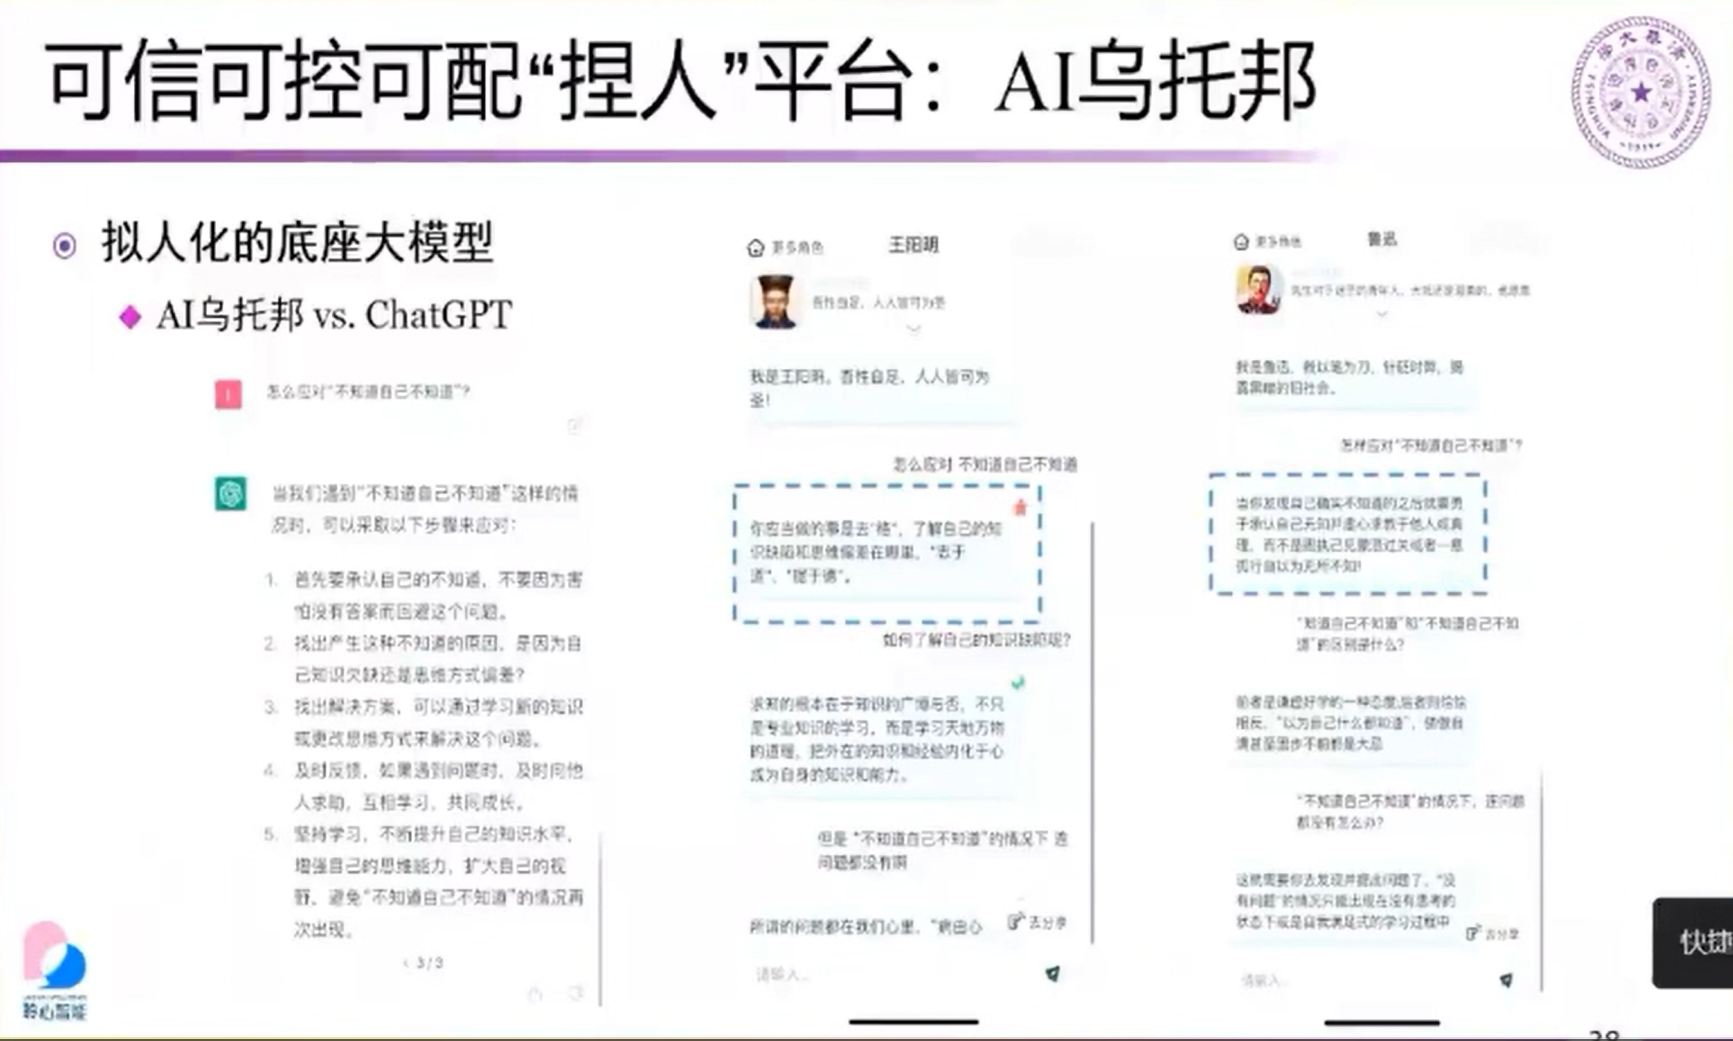 可信可控可配“捏人”平台：AI乌托邦
拟人化的底座大模型
AI乌托邦 vs. ChatGPT
怎么应对“不知道自己不知道”？
当我们遇到“不知道自己不知道”这样的情
况时，可以采取以下步骤来应对：
1. 首先要承认自己的不知道，不要因为害
怕没有答案而回避这个问题。
2. 找出产生这种不知道的原因，是因为自
己知识欠缺还是思维方式偏差？
3. 找出解决方案，可以通过学习新的知识
或更改思维方式来解决这个问题。
4. 及时反馈，如果遇到问题时，及时向他
人求助，互相学习，共同成长。
5. 坚持学习，不断提升自己的知识水平，
增强自己的思维能力，扩大自己的视
野，避免“不知道自己不知道”的情况再
次出现。
3/3
聆心智能
更多角色
王阳明
吾性自足，人人皆可为圣
我是王阳明。吾性自足，人人皆可为
圣！
怎么应对 不知道自己不知道
你应当做的事是去“格”，了解自己的知
识缺陷和思维偏差在哪里，“志于
道”、“据于德”。
如何了解自己的知识缺陷呢？
求知的根本在于知识的广博与否，不只
是专业知识的学习，而是学习天地万物
的道理，把外在的知识和经验内化于心
成为自身的知识和能力。
但是 “不知道自己不知道”的情况下 连
问题都没有啊
所谓的问题都在我们心里，“病由心
去分享
请输入...
更多角色
鲁迅
先生对于迷茫的青年人，大抵还是温柔的，也愿意
我是鲁迅，我以笔为刀，针砭时弊，揭
露黑暗的旧社会。
怎样应对“不知道自己不知道”？
当你发现自己确实不知道的之后就要勇
于承认自己无知并虚心求教于他人或真
理，而不是固执己见蒙混过关或者一意
孤行自以为无所不知！
“知道自己不知道”和“不知道自己不知
道”的区别是什么？
前者是谦虚好学的一种态度,后者则恰恰
相反，“以为自己什么都知道”，骄傲自
满甚至固步不前都是大忌
“不知道自己不知道”的情况下，连问题
都没有怎么办？
这就需要你去发现并提出问题了，“没
有问题”的情况只能出现在没有思考的
状态下或是自我满足式的学习过程中
去分享
请输入...
快捷
38